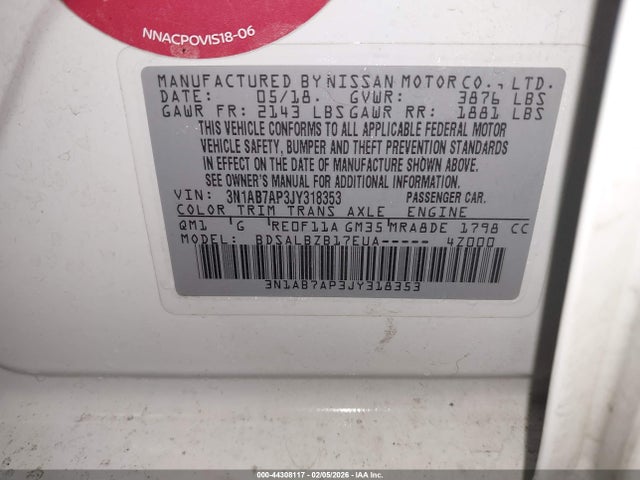 NNACPOVIS18-06
MANUFACTURED BY NISSAN MOTOR CO., LTD.
DATE: 05/18. GVWR: 3876 LBS
GAWR FR: 2143 LBS GAWR RR: 1881 LBS
THIS VEHICLE CONFORMS TO ALL APPLICABLE FEDERAL MOTOR
VEHICLE SAFETY, BUMPER AND THEFT PREVENTION STANDARDS
IN EFFECT ON THE DATE OF MANUFACTURE SHOWN ABOVE.
SEE OWNER'S MANUAL FOR ADDITIONAL INFORMATION.
VIN: 3N1AB7AP3JY318353 PASSENGER CAR.
COLOR TRIM TRANS AXLE ENGINE
QM1 G RE0F11A GM35 MRA8DE 1798 CC
MODEL: BDSALBZB17EUA----- 4Z000
3N1AB7AP3JY318353
000-44308117 - 02/05/2026 - IAAI.COM